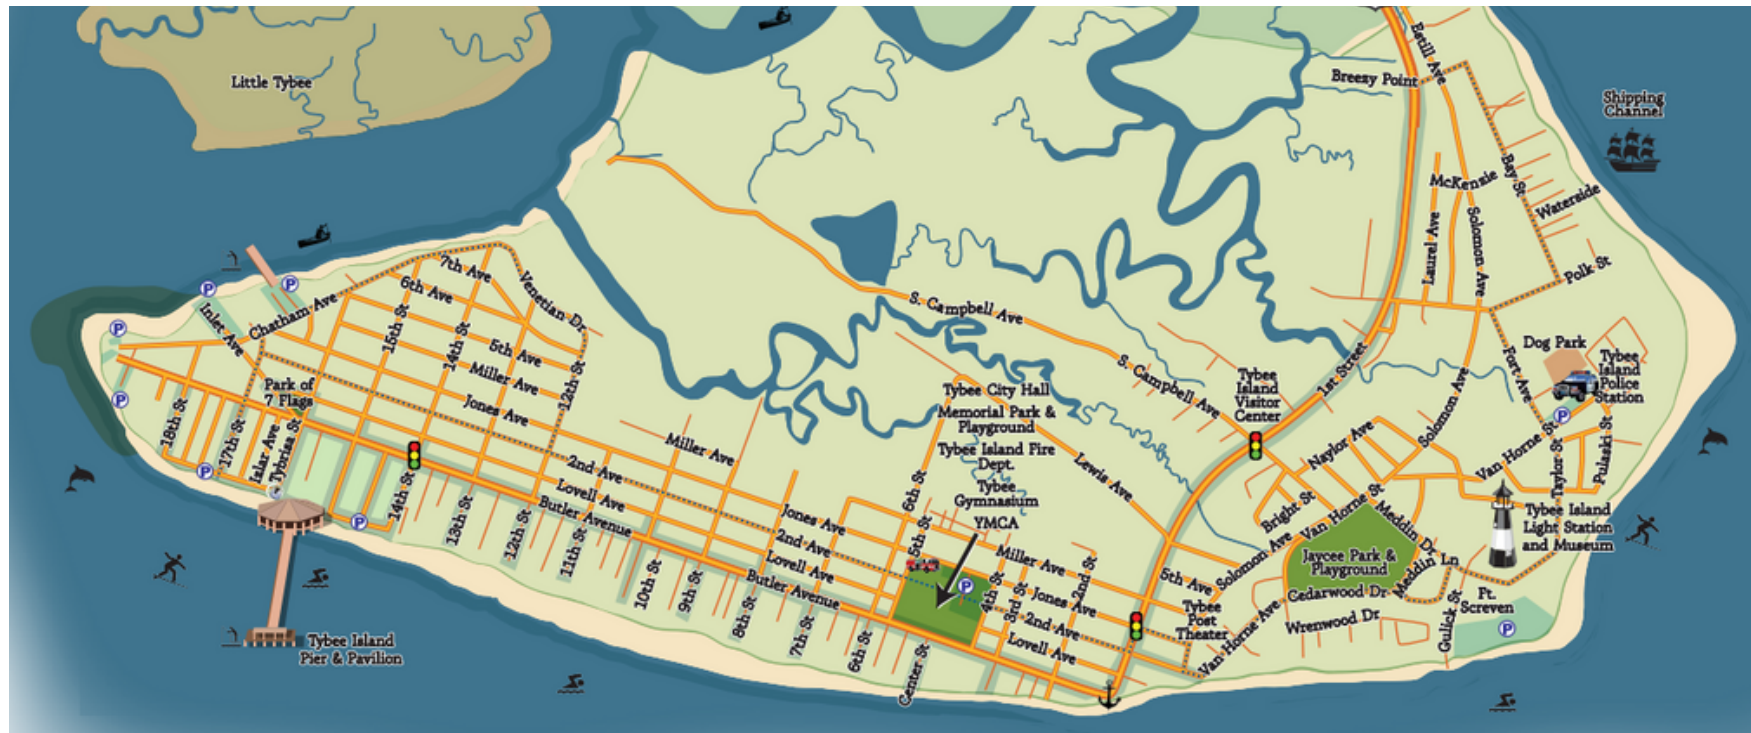 Little Tybee
Breezy Point
Estill Ave
Shipping
Channel
McKenzie
Bay St
Waterside
Laurel Ave
Solomon Ave
Polk St
7th Ave
6th Ave
Venetian Dr
Chatham Ave
Inlet Ave
15th St
14th St
5th Ave
Miller Ave
12th St
Jones Ave
Park of
7 Flags
18th St
17th St
Izlar Ave
Tybrisa St
S. Campbell Ave
S. Campbell Ave
1st Street
Tybee
Island
Visitor
Center
Dog Park
Tybee
Island
Police
Station
Fort Ave
Solomon Ave
Tybee City Hall
Memorial Park &
Playground
Tybee Island Fire
Dept.
Tybee
Gymnasium
YMCA
Lewis Ave
Miller Ave
2nd Ave
Lovell Ave
Butler Avenue
14th St
13th St
12th St
11th St
10th St
9th St
8th St
7th St
6th St
Center St
6th St
5th St
Jones Ave
2nd Ave
Lovell Ave
Butler Avenue
Miller Ave
2nd St
4th St
3rd St
Jones Ave
2nd Ave
Lovell Ave
Naylor Ave
Van Horne St
Taylor St
Pulaski St
Bright St
Van Horne St
Meddin Dr
Solomon Ave
5th Ave
Tybee
Post
Theater
Van Horne Ave
Jaycee Park &
Playground
Cedarwood Dr
Meddin Ln
Wrenwood Dr
Gulick St
Ft.
Screven
Tybee Island
Light Station
and Museum
Tybee Island
Pier & Pavilion
P
P
P
P
P
P
P
P
P